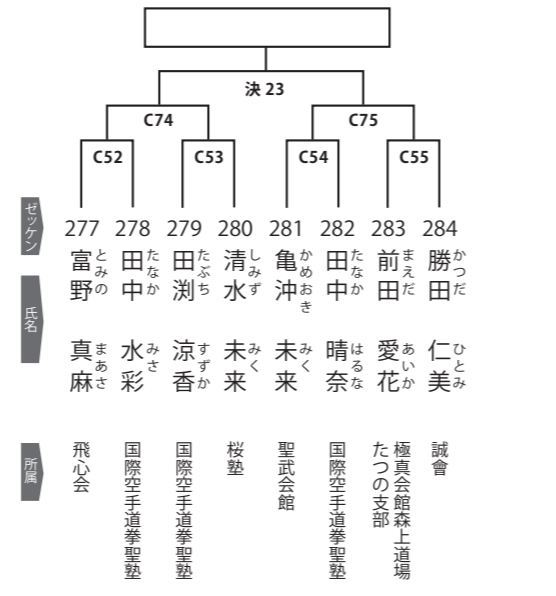 決 23
C74
C75
C52
C53
C54
C55
ゼッケン
277
278
279
280
281
282
283
284
氏名
富野 真麻
とみの まあさ
田中 水彩
たなか みさ
田渕 涼香
たぶち すずか
清水 未来
しみず みく
亀沖 未来
かめおき みく
田中 晴奈
たなか はるな
前田 愛花
まえだ あいか
勝田 仁美
かつだ ひとみ
所属
飛心会
国際空手道拳聖塾
国際空手道拳聖塾
桜塾
聖武会館
国際空手道拳聖塾
極真会館森上道場
たつの支部
誠會